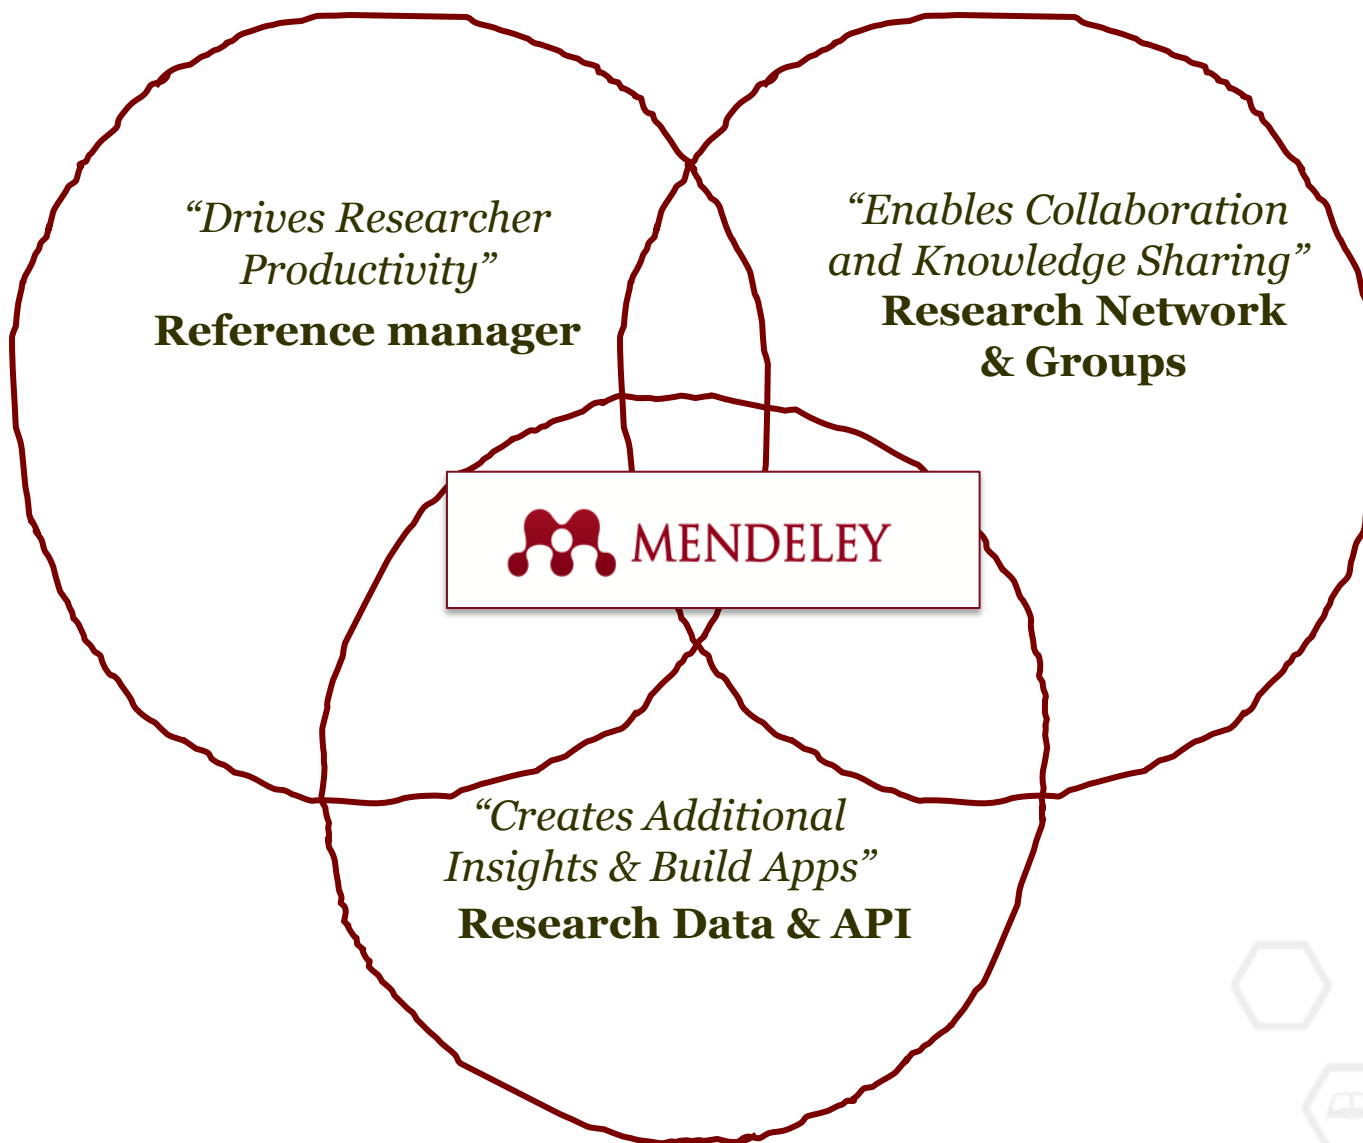 “Drives Researcher
Productivity”
Reference manager
“Enables Collaboration
and Knowledge Sharing”
Research Network
& Groups
MENDELEY
“Creates Additional
Insights & Build Apps”
Research Data & API